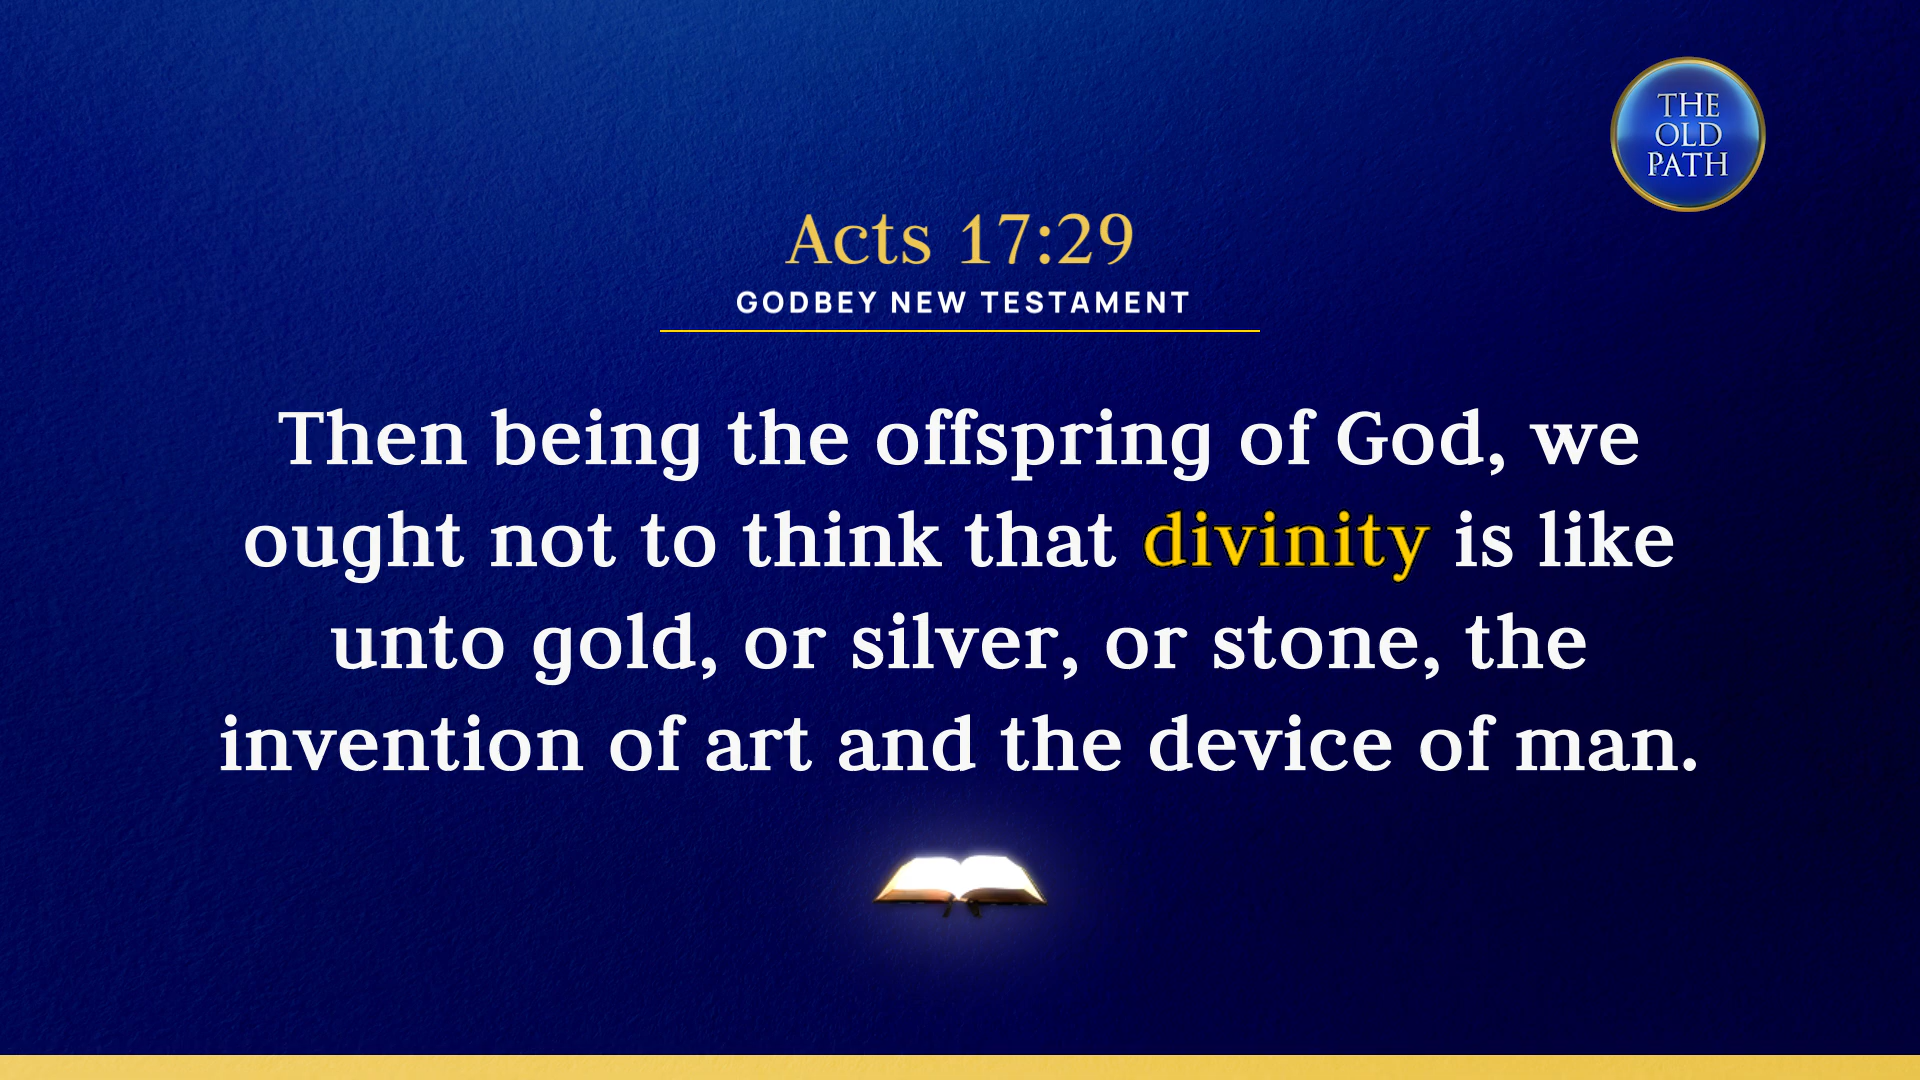 THE
OLD
PATH
Acts 17:29
GODBEY NEW TESTAMENT
Then being the offspring of God, we
ought not to think that divinity is like
unto gold, or silver, or stone, the
invention of art and the device of man.